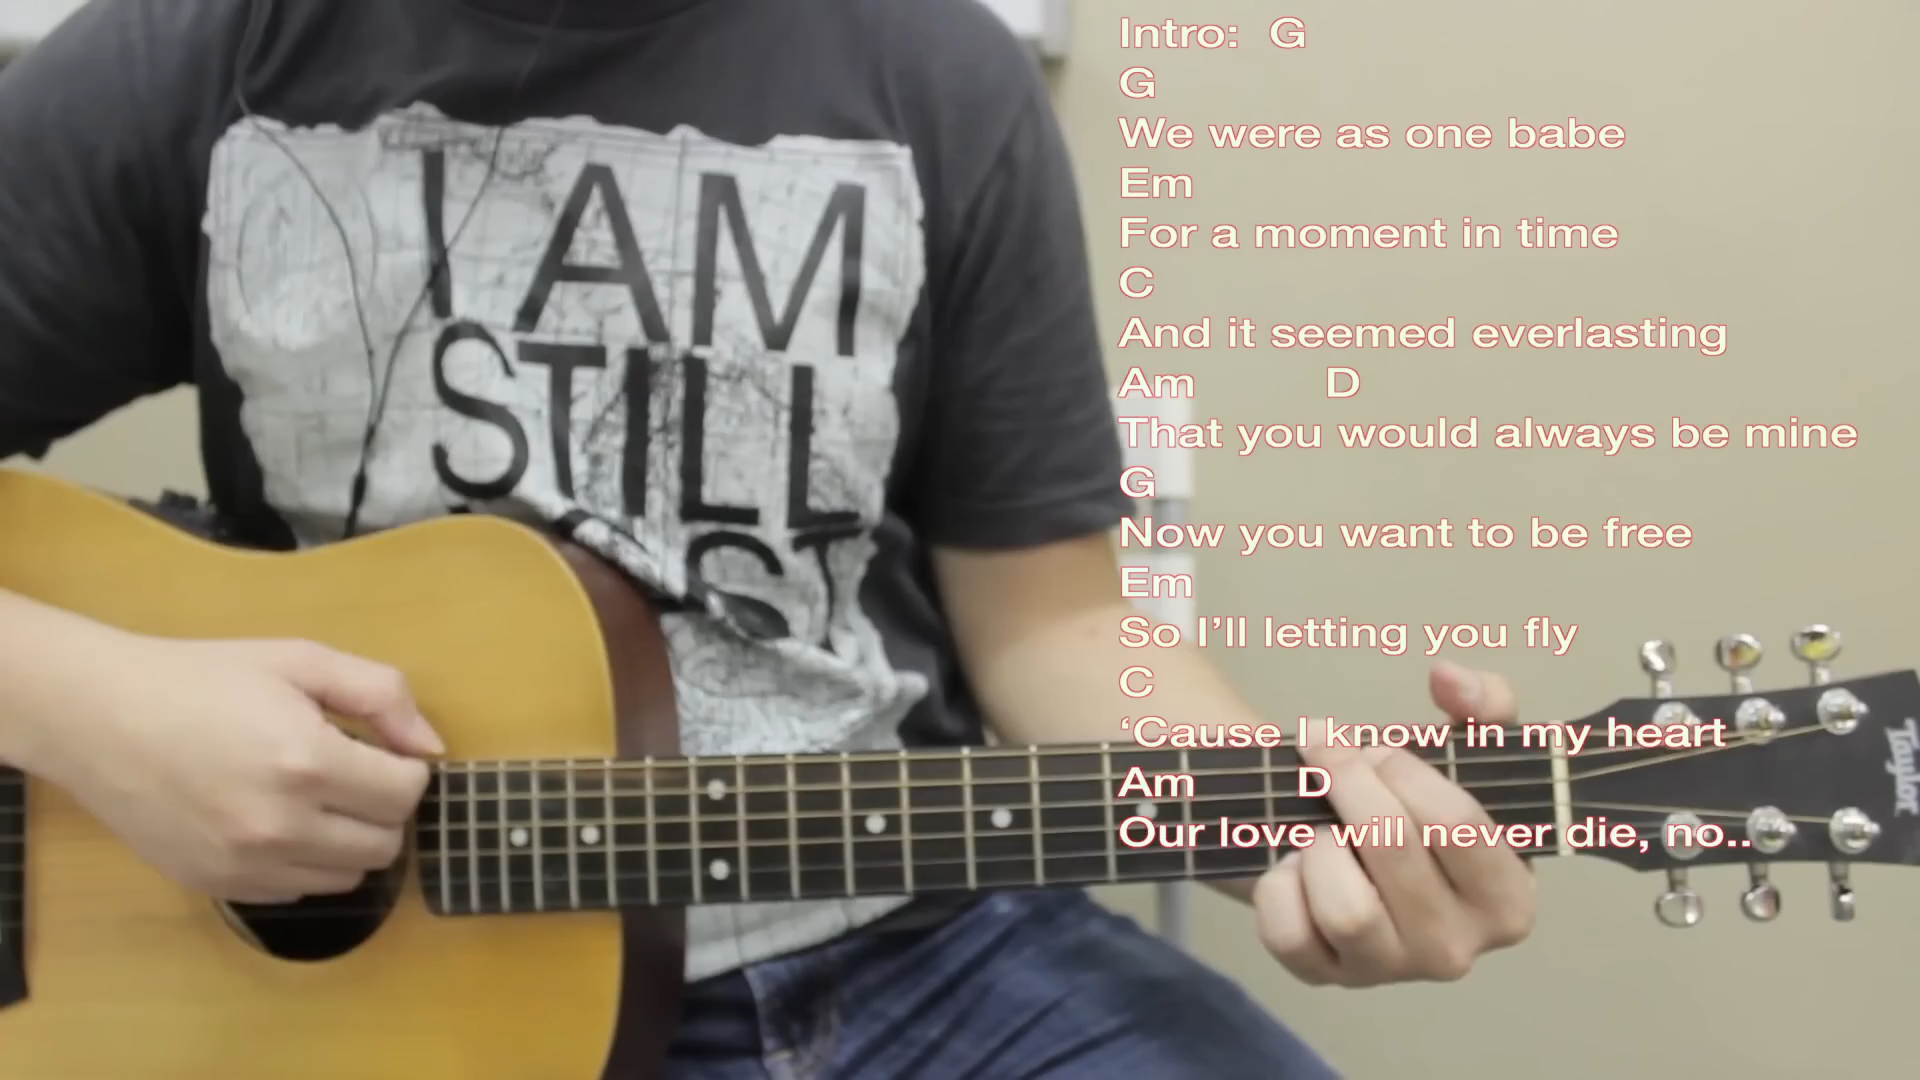 Intro:  G
G
We were as one babe
Em
For a moment in time
C
And it seemed everlasting
Am          D
That you would always be mine
G
Now you want to be free
Em
So I’ll letting you fly
C
‘Cause I know in my heart
Am        D
Our love will never die, no..
I AM
STILL
ST
Taylor